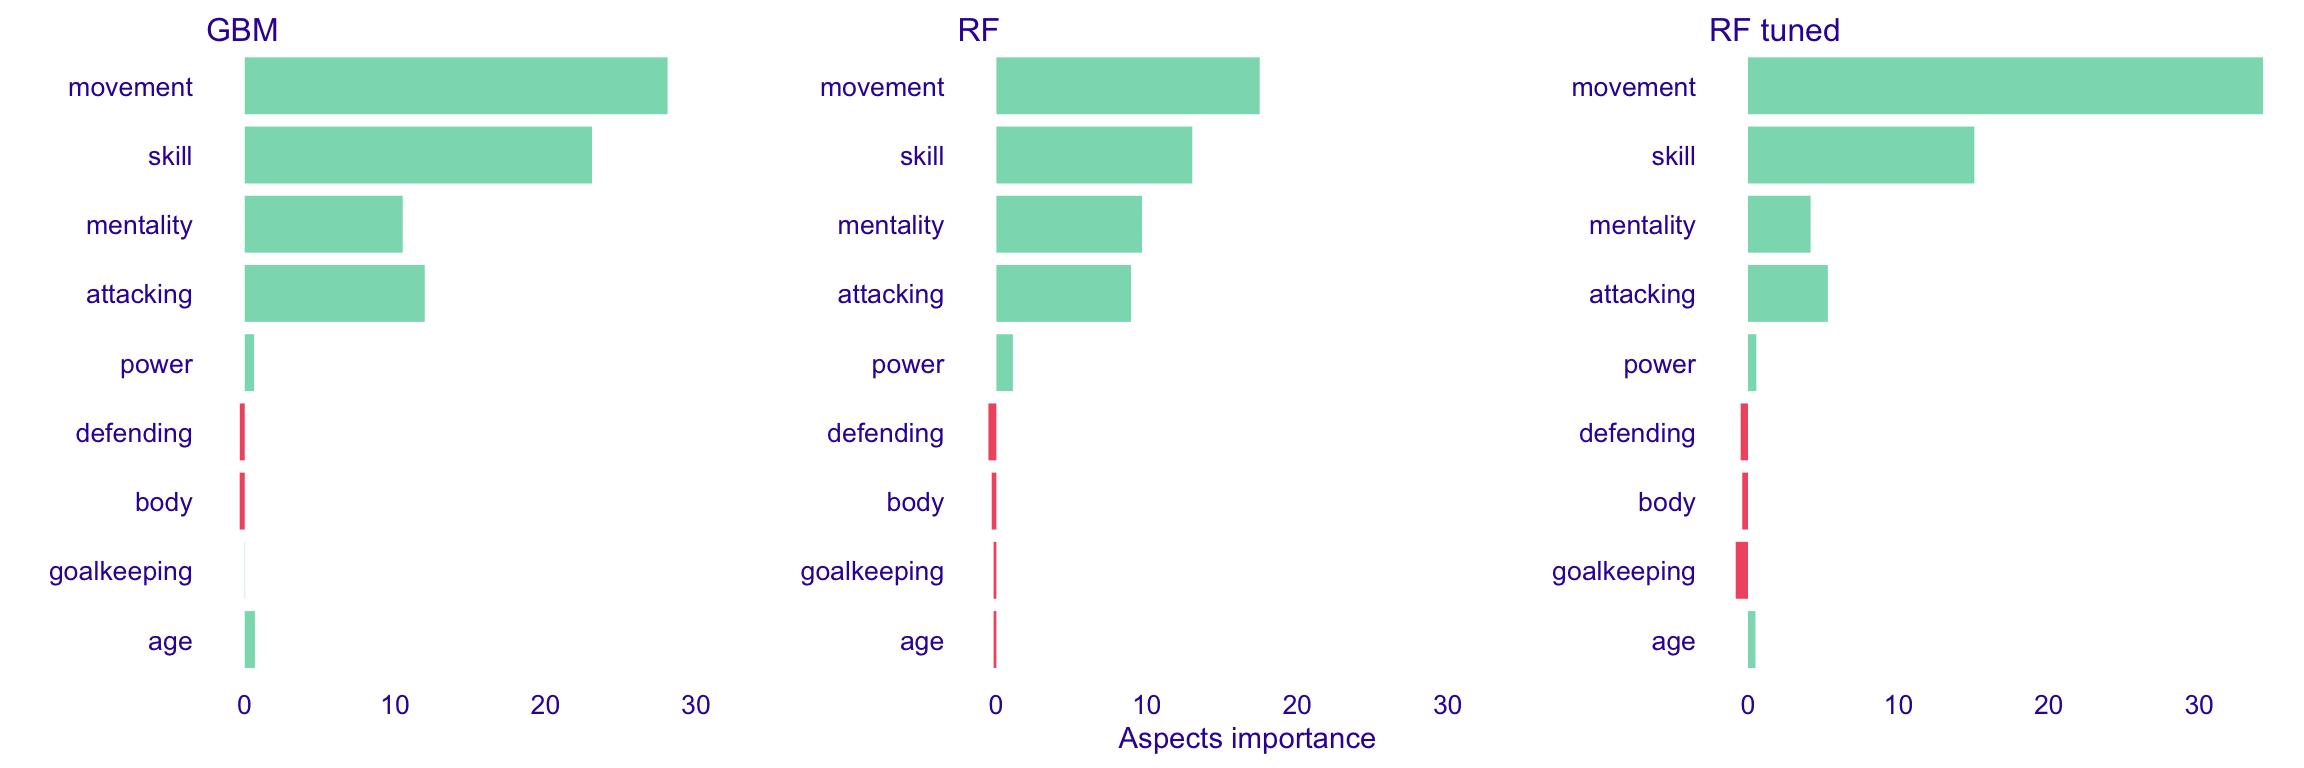 GBM
movement
skill
mentality
attacking
power
defending
body
goalkeeping
age
0 10 20 30
RF
movement
skill
mentality
attacking
power
defending
body
goalkeeping
age
0 10 20 30
RF tuned
movement
skill
mentality
attacking
power
defending
body
goalkeeping
age
0 10 20 30
Aspects importance